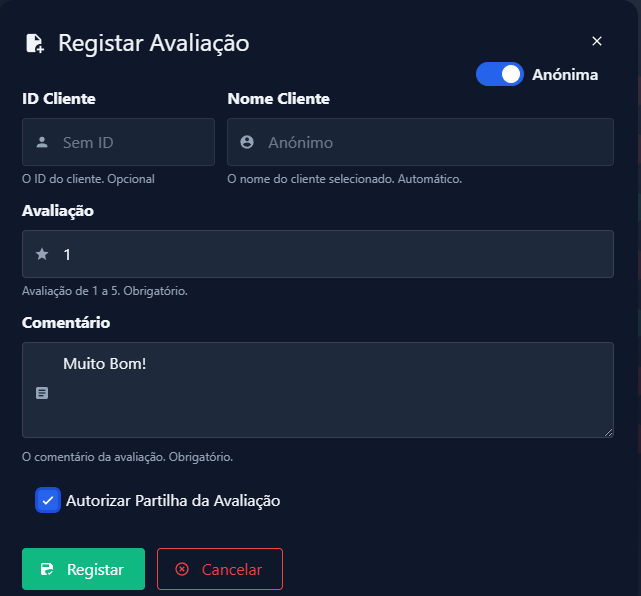 Registar Avaliação
Anónima
ID Cliente
Nome Cliente
Sem ID
Anónimo
O ID do cliente. Opcional
O nome do cliente selecionado. Automático.
Avaliação
1
Avaliação de 1 a 5. Obrigatório.
Comentário
Muito Bom!
O comentário da avaliação. Obrigatório.
Autorizar Partilha da Avaliação
Registar
Cancelar